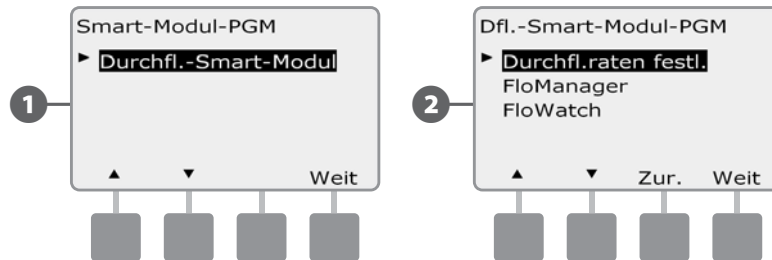 Smart-Modul-PGM
► Durchfl.-Smart-Modul
1
▲ ▼ Weit
Dfl.-Smart-Modul-PGM
► Durchfl.raten festl.
FloManager
FloWatch
2
▲ ▼ Zur. Weit